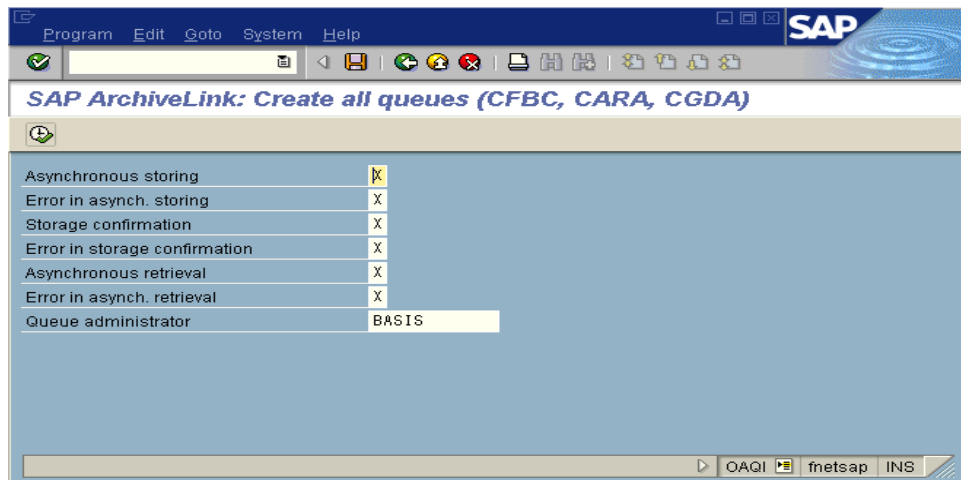 Program Edit Goto System Help
SAP
SAP ArchiveLink: Create all queues (CFBC, CARA, CGDA)
Asynchronous storing X
Error in asynch. storing X
Storage confirmation X
Error in storage confirmation X
Asynchronous retrieval X
Error in asynch. retrieval X
Queue administrator BASIS
OAQI fnetsap INS